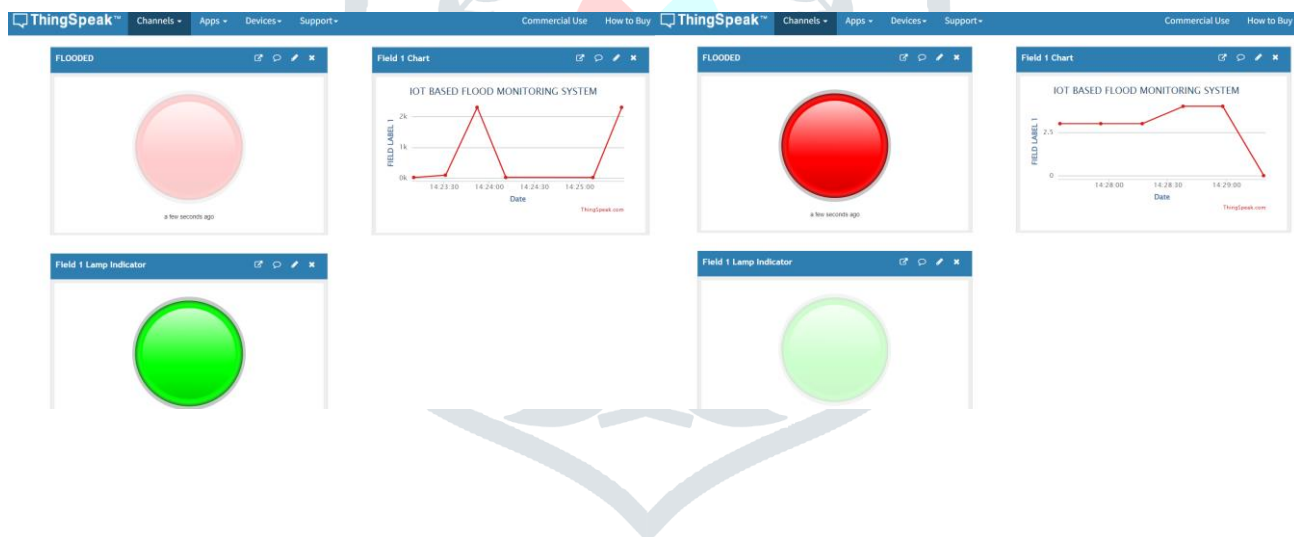 ThingSpeak™ Channels Apps Devices Support Commercial Use How to Buy
FLOODED
a few seconds ago
Field 1 Chart
IOT BASED FLOOD MONITORING SYSTEM
FIELD LABEL 1
2k
1k
0k
14:23:30 14:24:00 14:24:30 14:25:00
Date
ThingSpeak.com
Field 1 Lamp Indicator
ThingSpeak™ Channels Apps Devices Support Commercial Use How to Buy
FLOODED
a few seconds ago
Field 1 Chart
IOT BASED FLOOD MONITORING SYSTEM
FIELD LABEL 1
2.5
0
14:28:00 14:28:30 14:29:00
Date
ThingSpeak.com
Field 1 Lamp Indicator